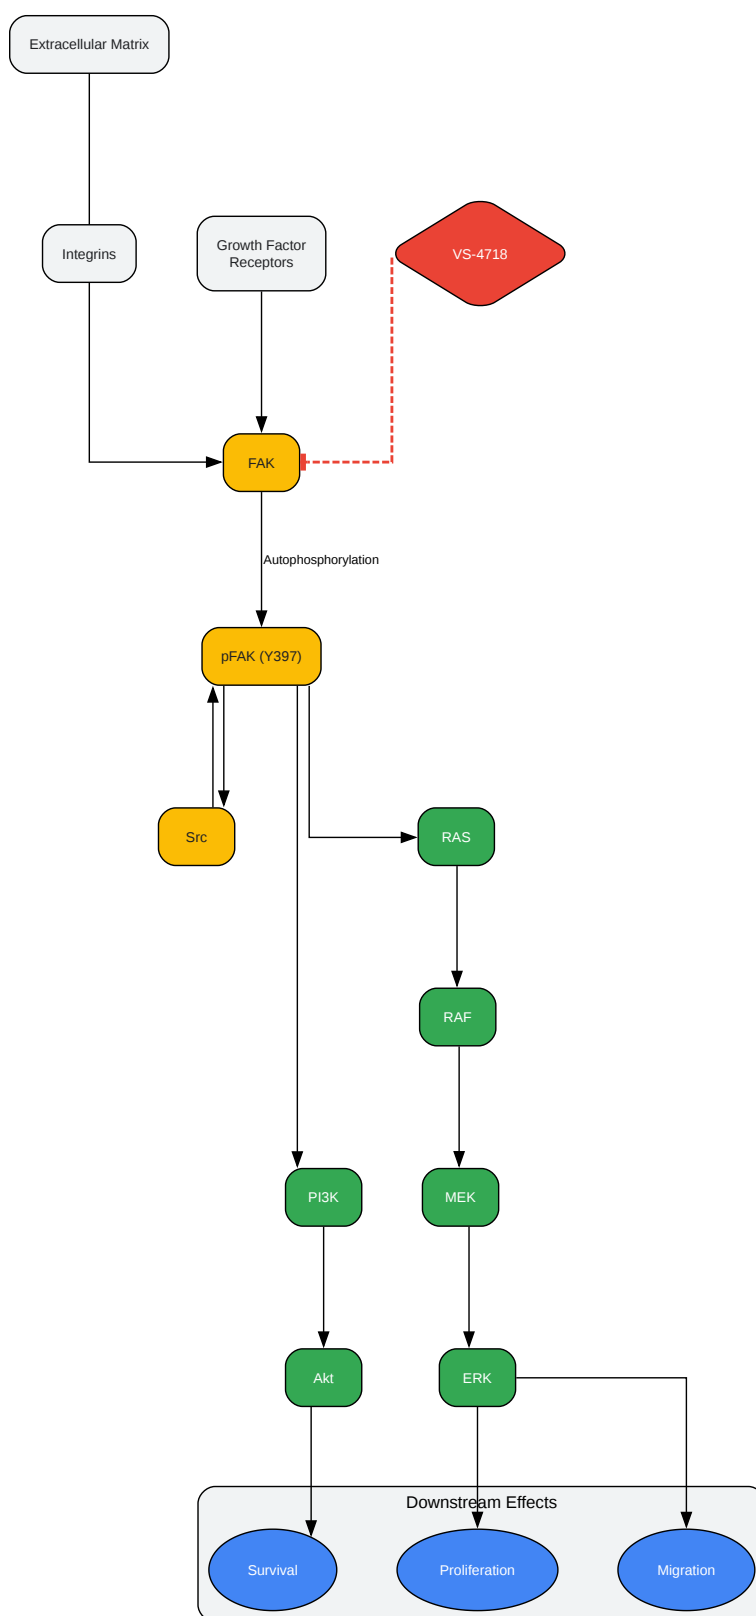 Extracellular Matrix
Integrins
Growth Factor
Receptors
VS-4718
FAK
Autophosphorylation
pFAK (Y397)
Src
RAS
RAF
PI3K
MEK
Akt
ERK
Downstream Effects
Survival
Proliferation
Migration